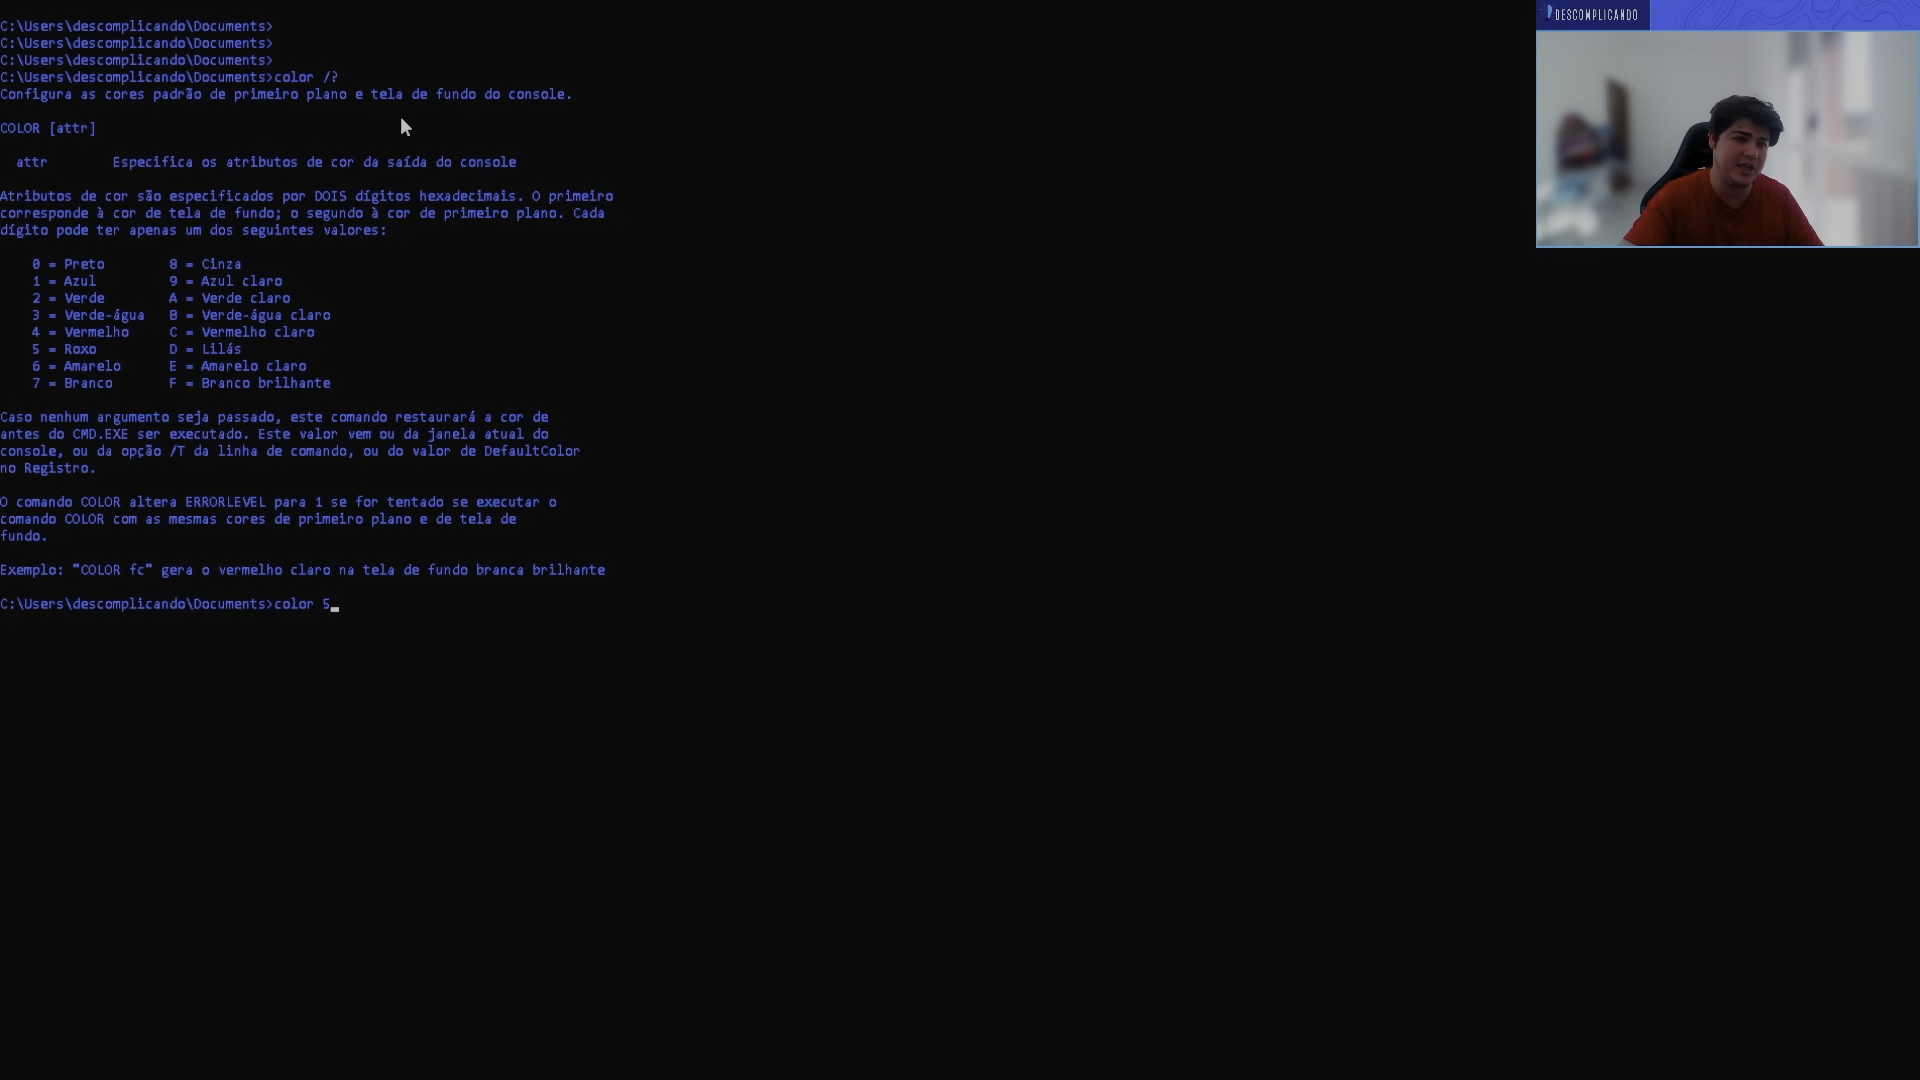 C:\Users\descomplicando\Documents>
C:\Users\descomplicando\Documents>
C:\Users\descomplicando\Documents>
C:\Users\descomplicando\Documents>color /?
Configura as cores padrão de primeiro plano e tela de fundo do console.
COLOR [attr]
attr Especifica os atributos de cor da saída do console
Atributos de cor são especificados por DOIS dígitos hexadecimais. O primeiro
corresponde à cor de tela de fundo; o segundo à cor de primeiro plano. Cada
dígito pode ter apenas um dos seguintes valores:
0 = Preto 8 = Cinza
1 = Azul 9 = Azul claro
2 = Verde A = Verde claro
3 = Verde-água B = Verde-água claro
4 = Vermelho C = Vermelho claro
5 = Roxo D = Lilás
6 = Amarelo E = Amarelo claro
7 = Branco F = Branco brilhante
Caso nenhum argumento seja passado, este comando restaurará a cor de
antes do CMD.EXE ser executado. Este valor vem ou da janela atual do
console, ou da opção /T da linha de comando, ou do valor de DefaultColor
no Registro.
O comando COLOR altera ERRORLEVEL para 1 se for tentado se executar o
comando COLOR com as mesmas cores de primeiro plano e de tela de
fundo.
Exemplo: "COLOR fc" gera o vermelho claro na tela de fundo branca brilhante
C:\Users\descomplicando\Documents>color 5_
DESCOMPLICANDO